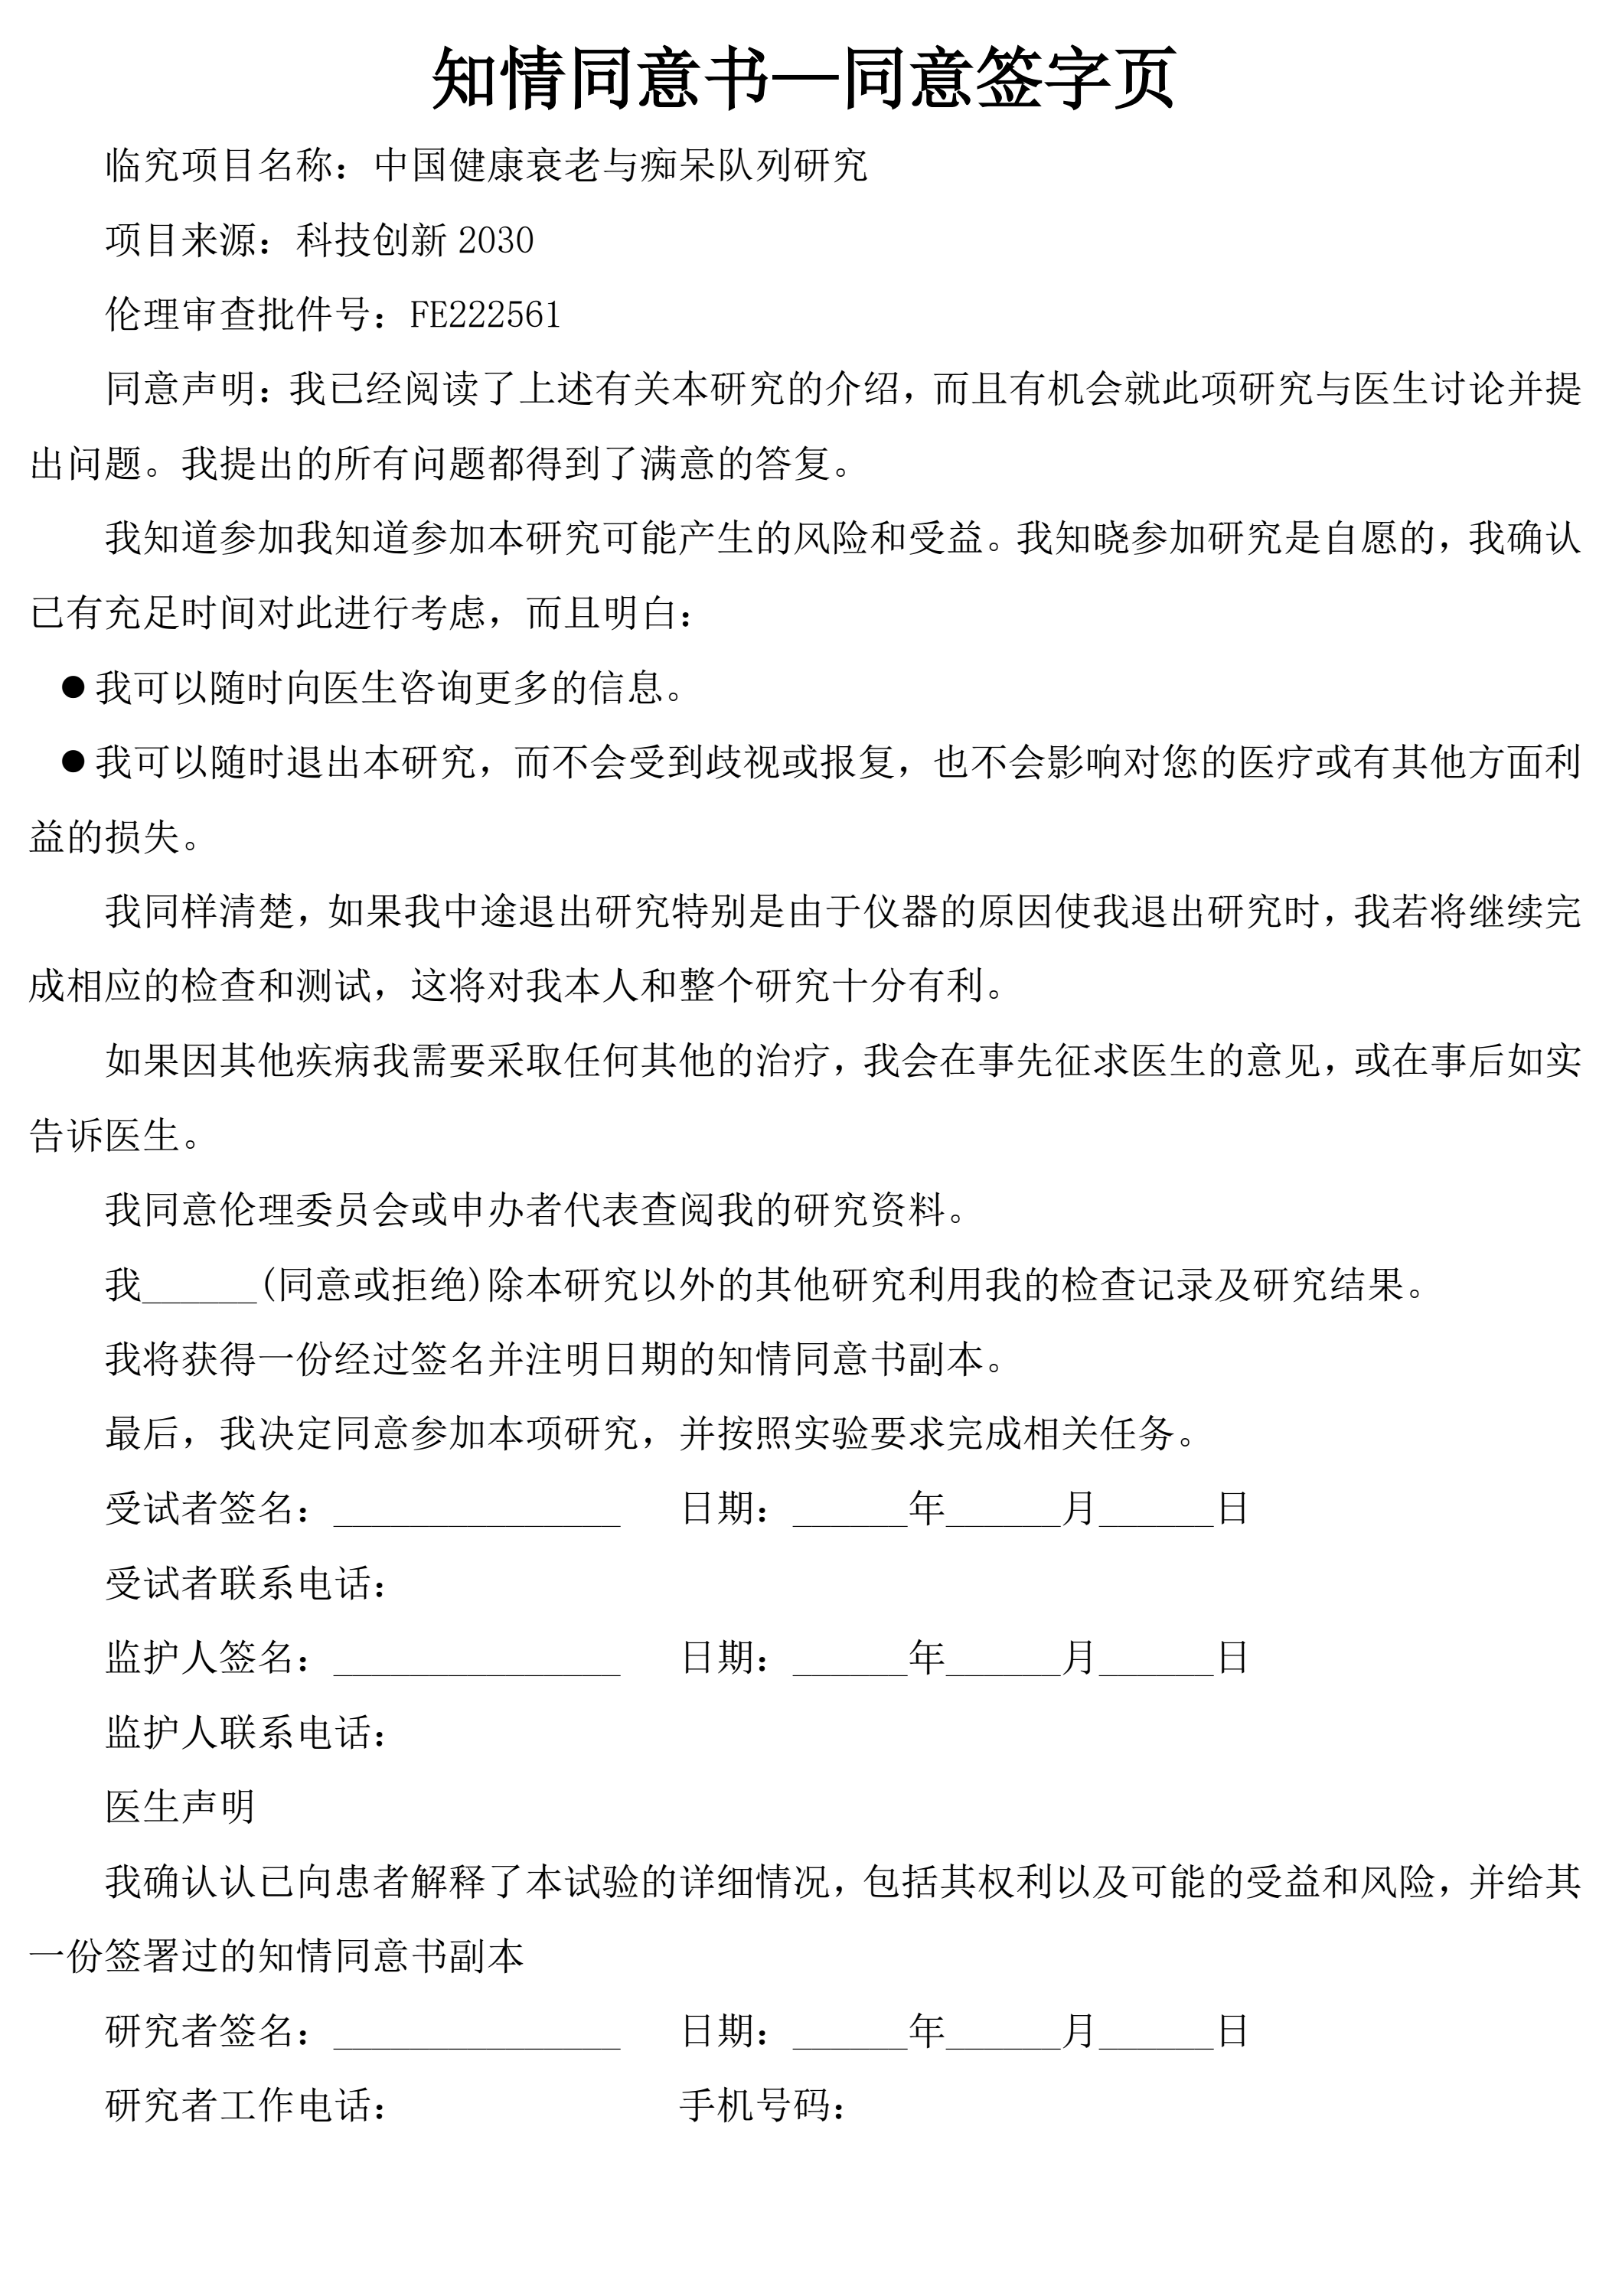 知情同意书—同意签字页
临究项目名称：中国健康衰老与痴呆队列研究
项目来源：科技创新 2030
伦理审查批件号：FE222561
同意声明：我已经阅读了上述有关本研究的介绍，而且有机会就此项研究与医生讨论并提
出问题。我提出的所有问题都得到了满意的答复。
我知道参加我知道参加本研究可能产生的风险和受益。我知晓参加研究是自愿的，我确认
已有充足时间对此进行考虑，而且明白：
●我可以随时向医生咨询更多的信息。
●我可以随时退出本研究，而不会受到歧视或报复，也不会影响对您的医疗或有其他方面利
益的损失。
我同样清楚，如果我中途退出研究特别是由于仪器的原因使我退出研究时，我若将继续完
成相应的检查和测试，这将对我本人和整个研究十分有利。
如果因其他疾病我需要采取任何其他的治疗，我会在事先征求医生的意见，或在事后如实
告诉医生。
我同意伦理委员会或申办者代表查阅我的研究资料。
我______(同意或拒绝)除本研究以外的其他研究利用我的检查记录及研究结果。
我将获得一份经过签名并注明日期的知情同意书副本。
最后，我决定同意参加本项研究，并按照实验要求完成相关任务。
受试者签名：_______________ 日期：______年______月______日
受试者联系电话：
监护人签名：_______________ 日期：______年______月______日
监护人联系电话：
医生声明
我确认认已向患者解释了本试验的详细情况，包括其权利以及可能的受益和风险，并给其
一份签署过的知情同意书副本
研究者签名：_______________ 日期：______年______月______日
研究者工作电话： 手机号码：